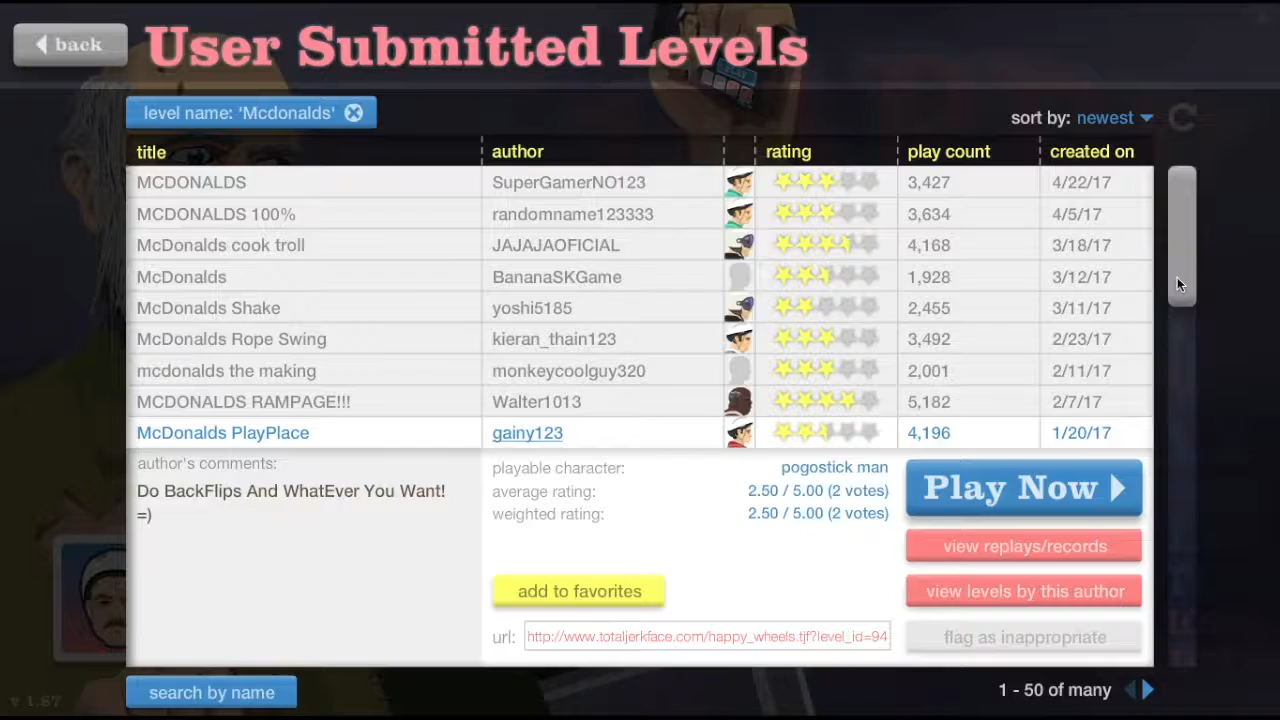 back
User Submitted Levels
level name: 'Mcdonalds'
sort by: newest
title author rating play count created on
MCDONALDS SuperGamerNO123 3,427 4/22/17
MCDONALDS 100% randomname123333 3,634 4/5/17
McDonalds cook troll JAJAJAOFICIAL 4,168 3/18/17
McDonalds BananaSKGame 1,928 3/12/17
McDonalds Shake yoshi5185 2,455 3/11/17
McDonalds Rope Swing kieran_thain123 3,492 2/23/17
mcdonalds the making monkeycoolguy320 2,001 2/11/17
MCDONALDS RAMPAGE!!! Walter1013 5,182 2/7/17
McDonalds PlayPlace gainy123 4,196 1/20/17
author's comments:
Do BackFlips And WhatEver You Want!
=)
playable character: pogostick man
average rating: 2.50 / 5.00 (2 votes)
weighted rating: 2.50 / 5.00 (2 votes)
add to favorites
url: http://www.totaljerkface.com/happy_wheels.tjf?level_id=94
Play Now
view replays/records
view levels by this author
flag as inappropriate
search by name
1 - 50 of many
v 1.87